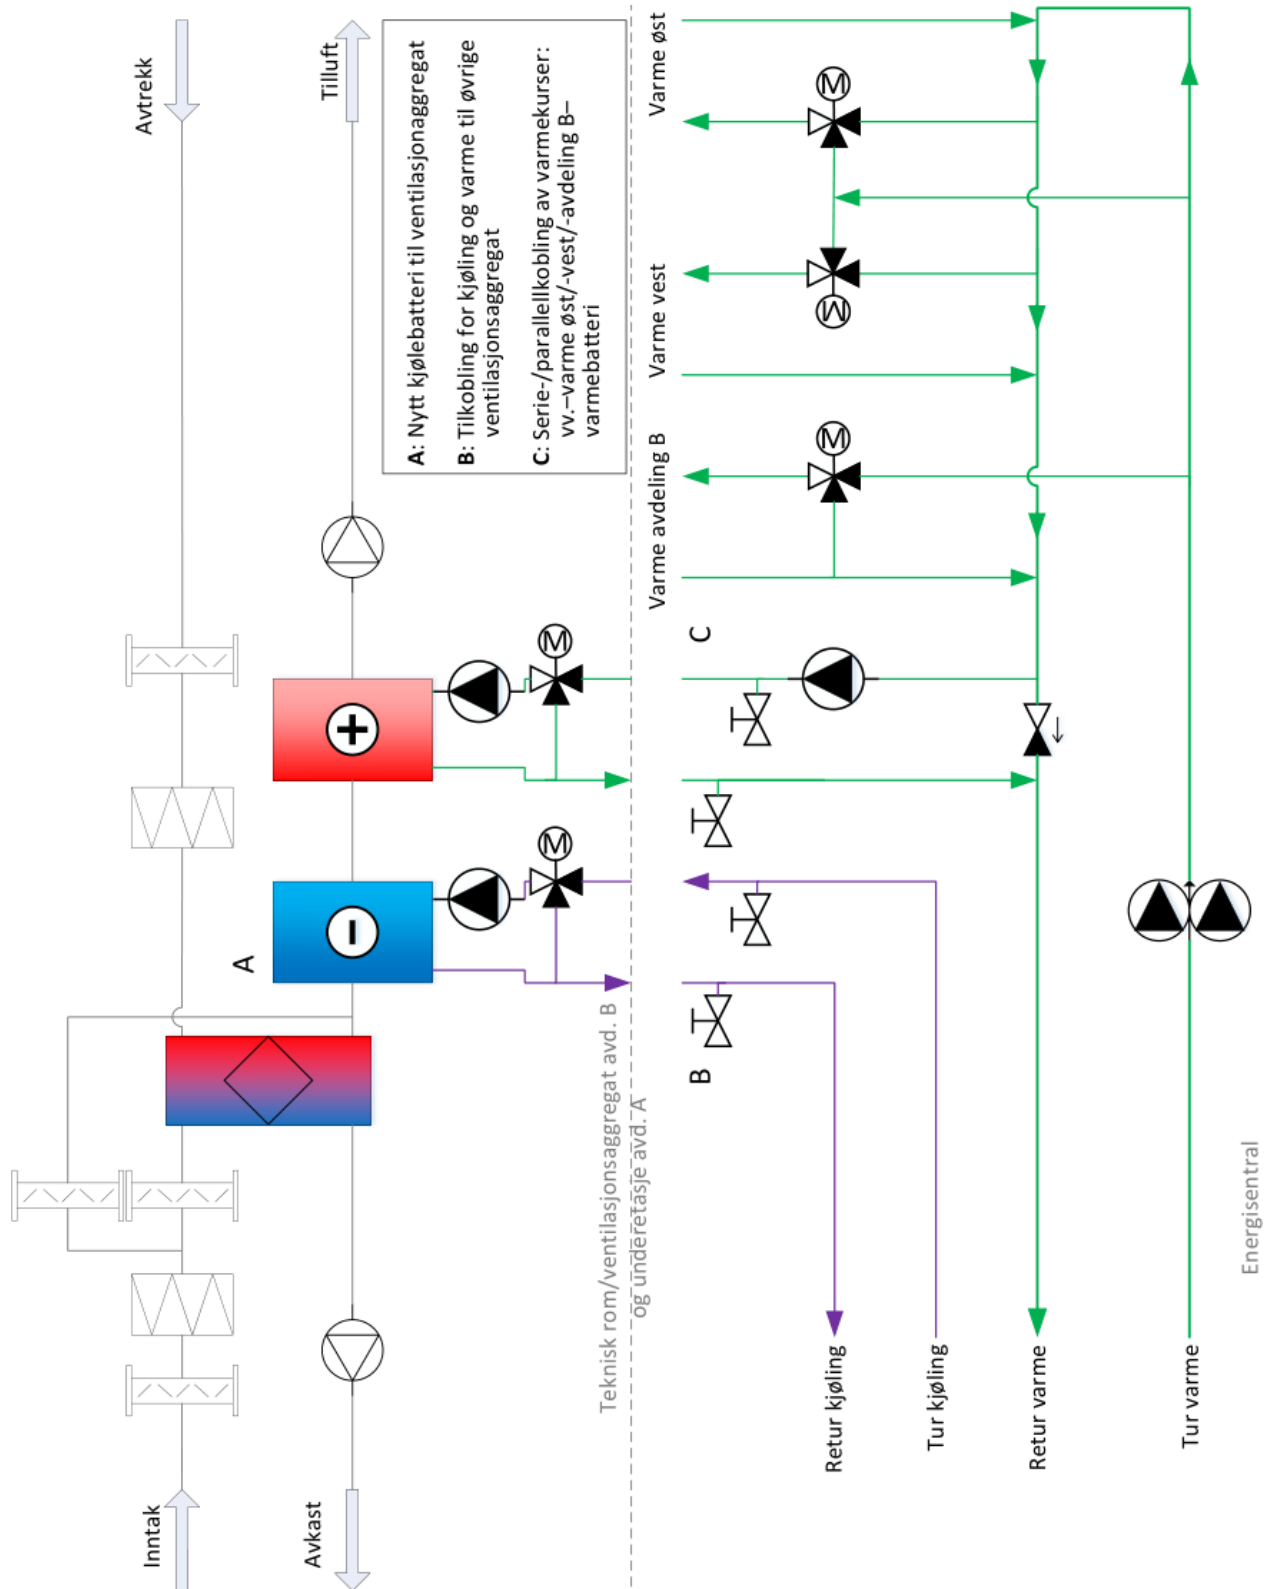 Inntak
Avtrekk
Avkast
Tilluft
A: Nytt kjølebatteri til ventilasjonaggregat
B: Tilkobling for kjøling og varme til øvrige
ventilasjonsaggregat
C: Serie-/parallellkobling av varmekurser:
vv.–varme øst/-vest/-avdeling B–
varmebatteri
A
+
-
M
M
Teknisk rom/ventilasjonsaggregat avd. B
og underetasje avd. A
B
C
Varme avdeling B
Varme vest
Varme øst
M
M
M
Retur kjøling
Tur kjøling
Retur varme
Tur varme
Energisentral